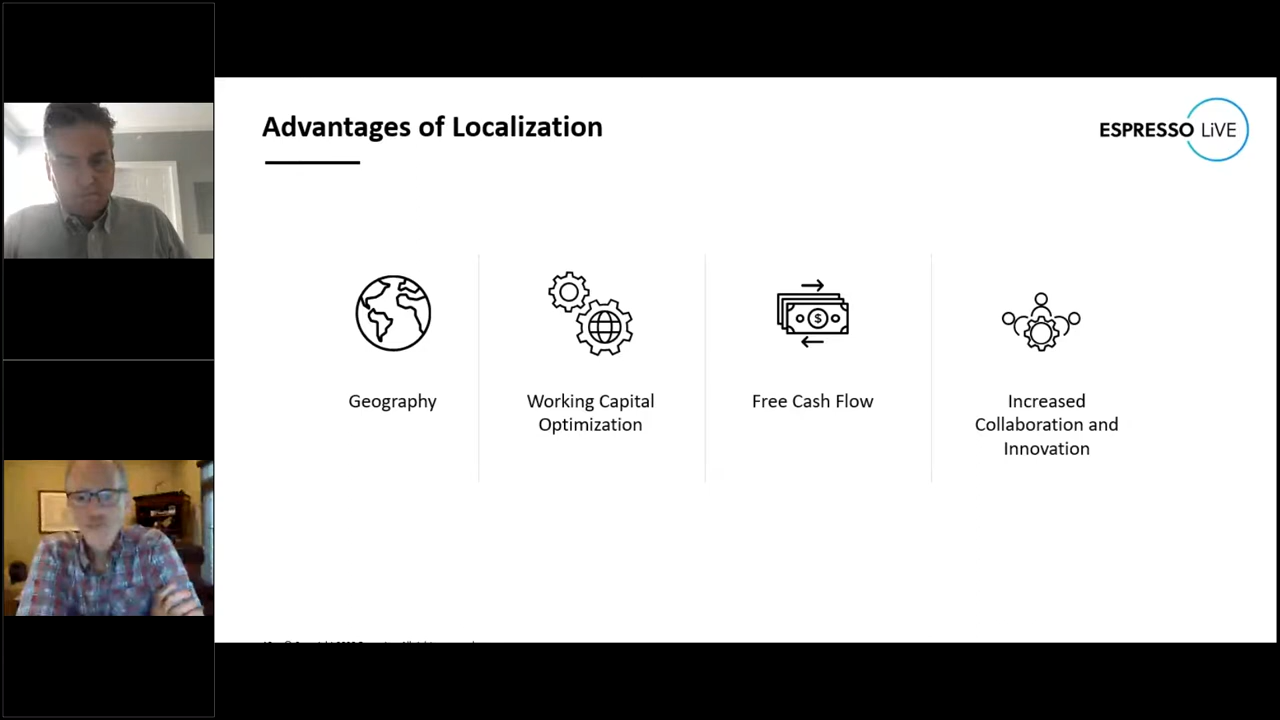 Advantages of Localization
ESPRESSO LiVE
Geography
Working Capital
Optimization
Free Cash Flow
$
Increased
Collaboration and
Innovation